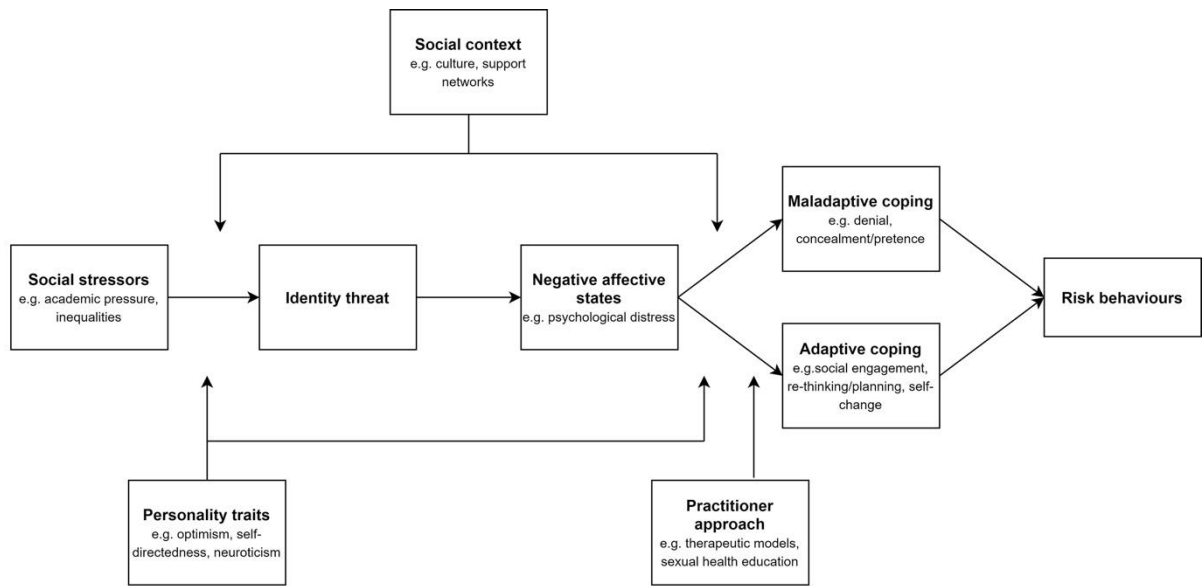 Social context
e.g. culture, support
networks
Social stressors
e.g. academic pressure,
inequalities
Identity threat
Negative affective
states
e.g. psychological distress
Maladaptive coping
e.g. denial,
concealment/pretence
Adaptive coping
e.g.social engagement,
re-thinking/planning, self-
change
Risk behaviours
Personality traits
e.g. optimism, self-
directedness, neuroticism
Practitioner
approach
e.g. therapeutic models,
sexual health education